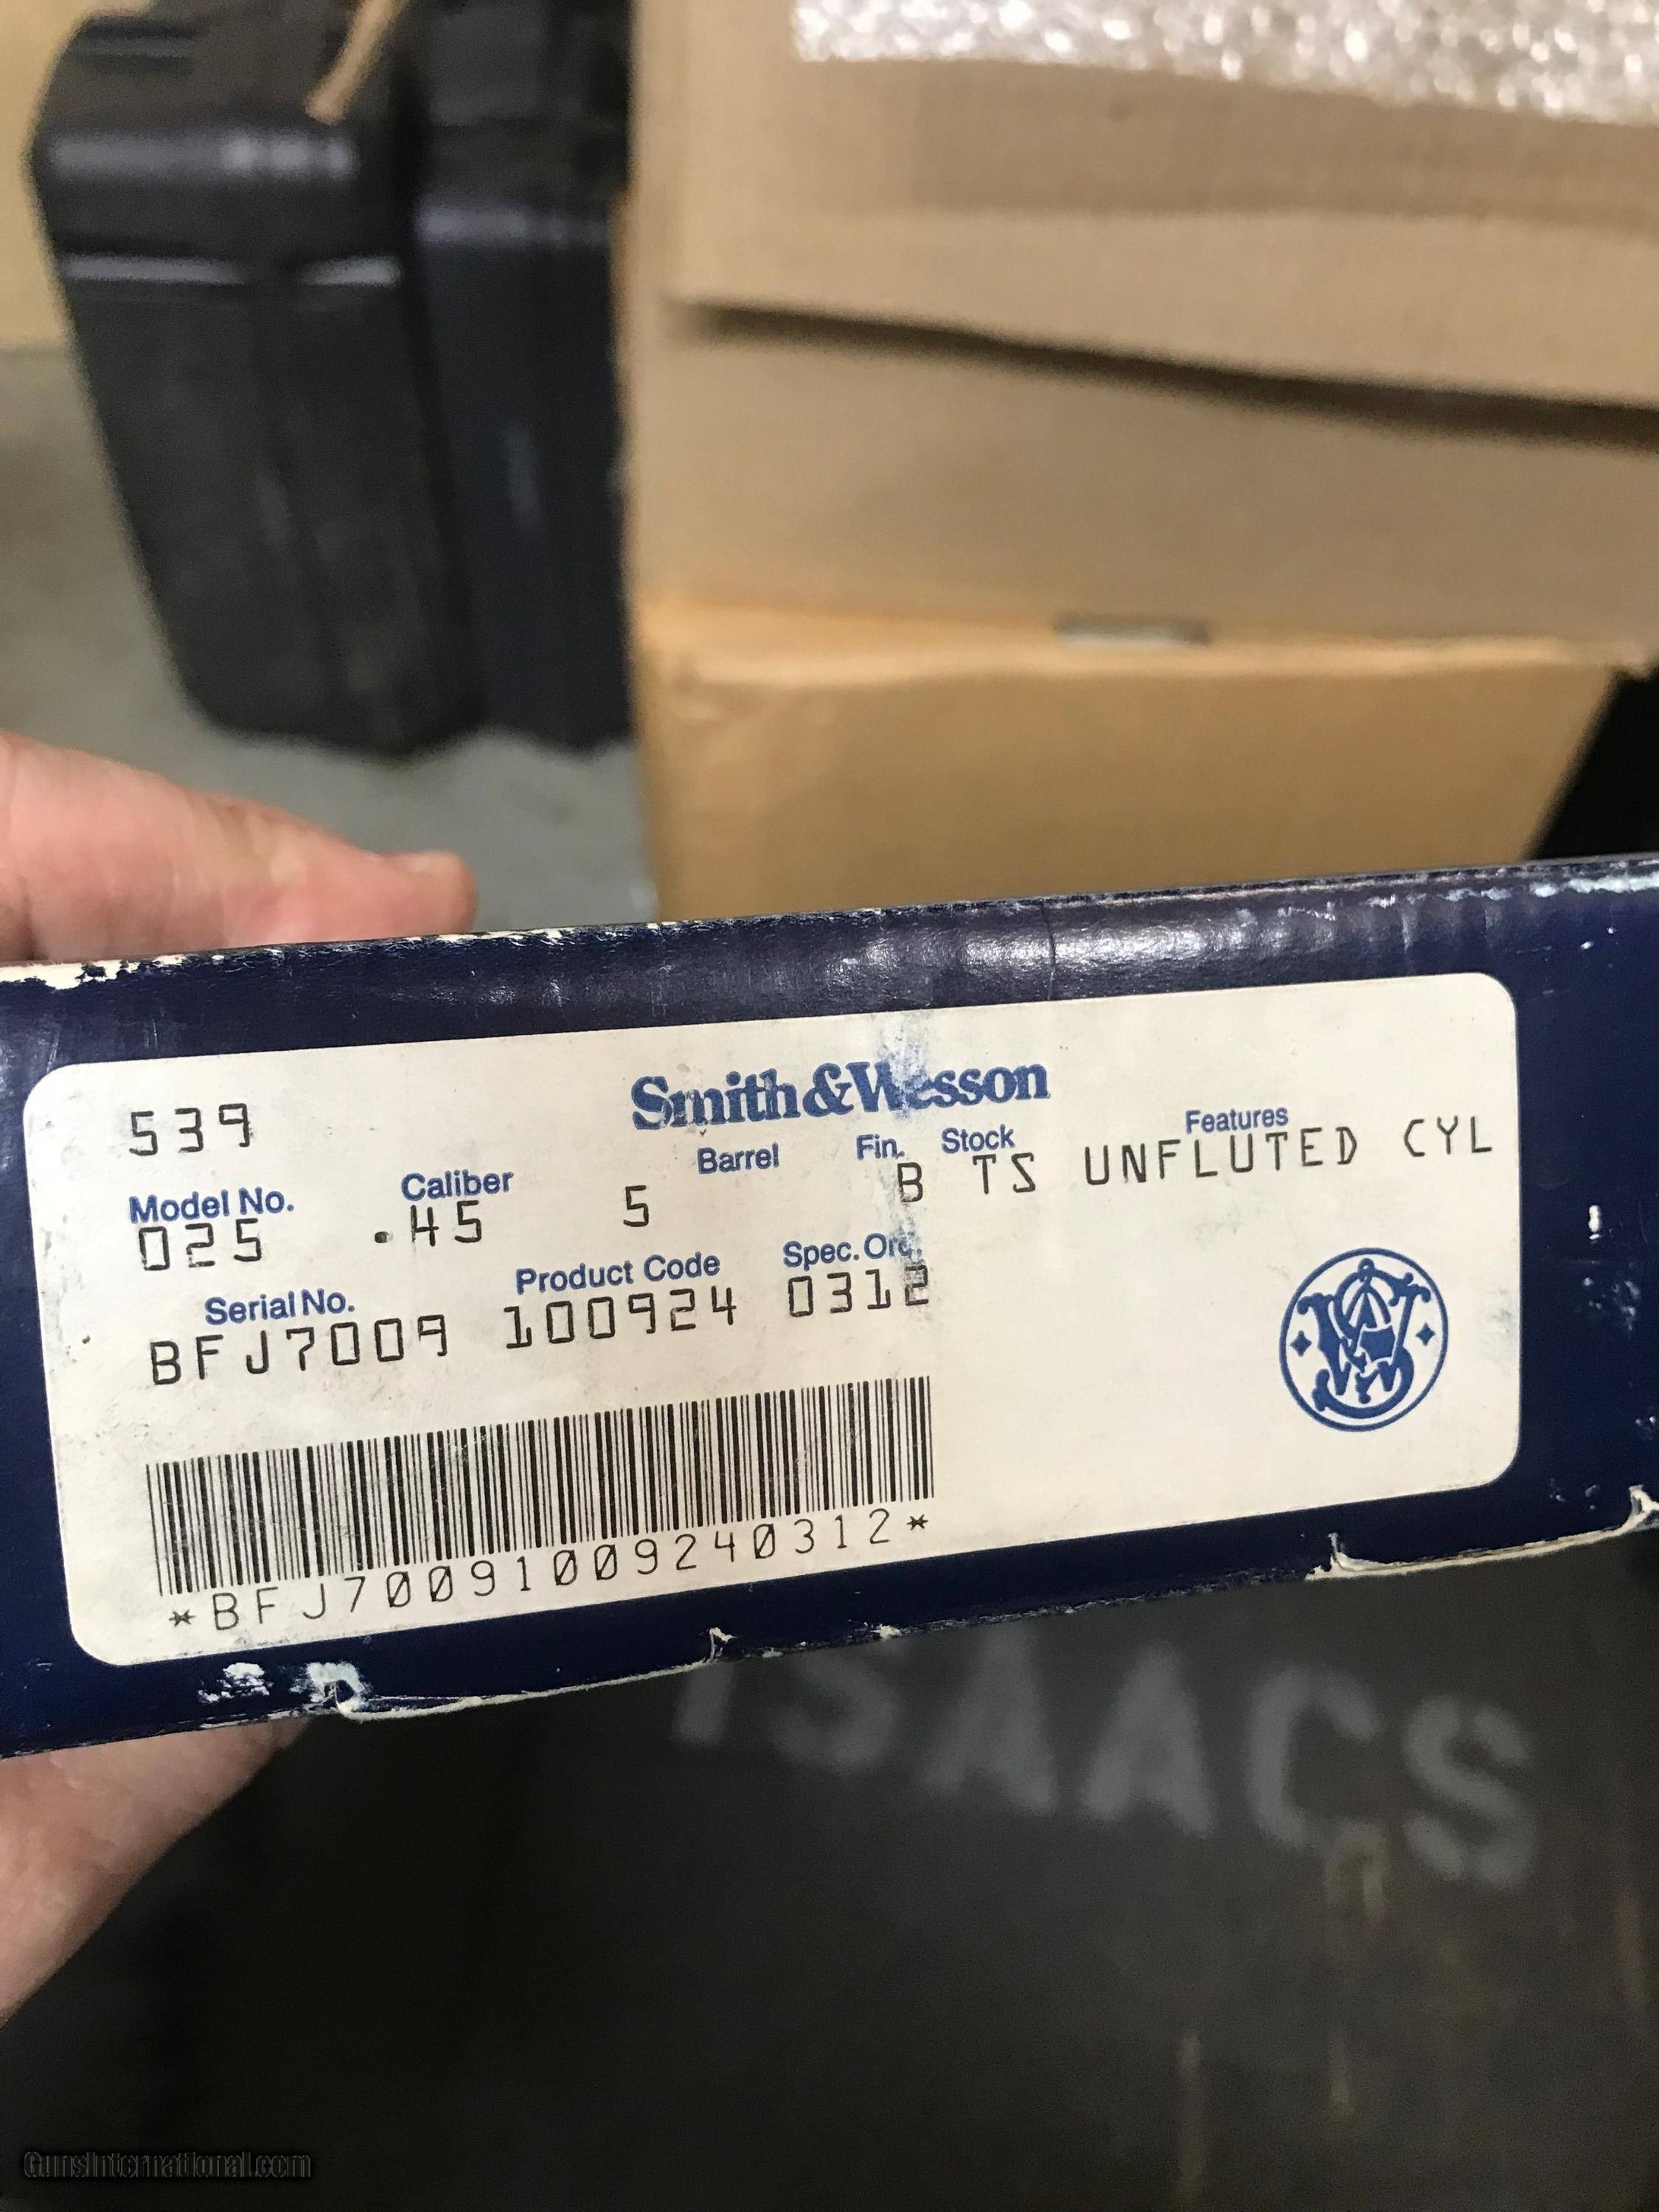 Smith & Wesson
539
Model No. Caliber Barrel Fin. Stock Features
025 .45 5 B TS UNFLUTED CYL
Serial No. Product Code Spec. Ord.
BFJ7009 100924 0312
*BFJ70091009240312*
ISAACS
GunsInternational.com